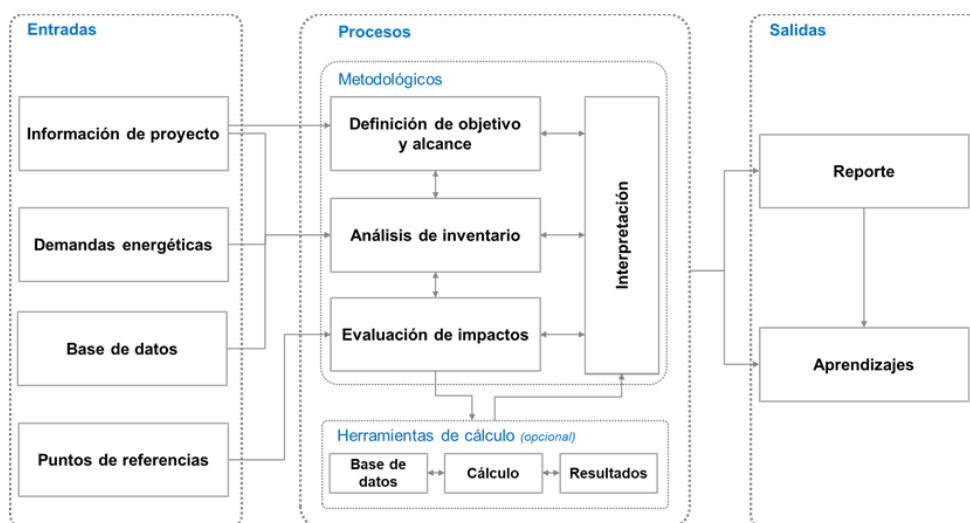 Entradas
Información de proyecto
Demandas energéticas
Base de datos
Puntos de referencias
Procesos
Metodológicos
Definición de objetivo
y alcance
Análisis de inventario
Evaluación de impactos
Interpretación
Herramientas de cálculo (opcional)
Base de
datos
Cálculo
Resultados
Salidas
Reporte
Aprendizajes